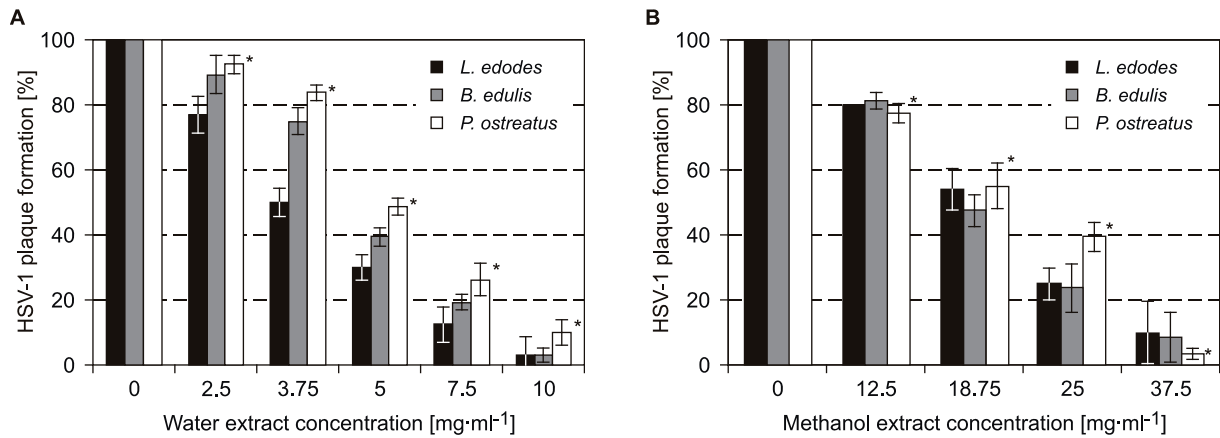 A
HSV-1 plaque formation [%]
100
80
60
40
20
0
L. edodes
B. edulis
P. ostreatus
* * * * *
0 2.5 3.75 5 7.5 10
Water extract concentration [mg·ml-1]
B
HSV-1 plaque formation [%]
100
80
60
40
20
0
L. edodes
B. edulis
P. ostreatus
* * * *
0 12.5 18.75 25 37.5
Methanol extract concentration [mg·ml-1]